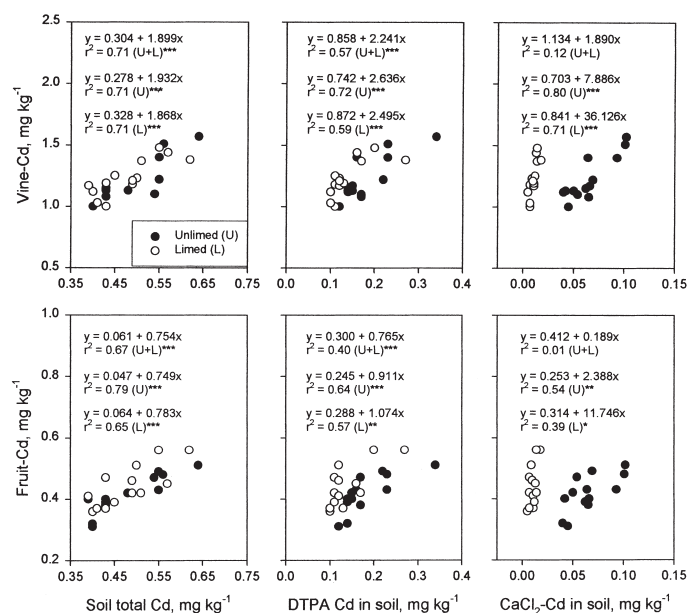 2.5
2.0
1.5
1.0
0.5
Vine-Cd, mg kg⁻¹
y = 0.304 + 1.899x
r² = 0.71 (U+L)***
y = 0.278 + 1.932x
r² = 0.71 (U)***
y = 0.328 + 1.868x
r² = 0.71 (L)***
Unlimed (U)
Limed (L)
0.35 0.45 0.55 0.65 0.75
y = 0.858 + 2.241x
r² = 0.57 (U+L)***
y = 0.742 + 2.636x
r² = 0.72 (U)***
y = 0.872 + 2.495x
r² = 0.59 (L)***
0.0 0.1 0.2 0.3 0.4
y = 1.134 + 1.890x
r² = 0.12 (U+L)
y = 0.703 + 7.886x
r² = 0.80 (U)***
y = 0.841 + 36.126x
r² = 0.71 (L)***
0.00 0.05 0.10 0.15
1.0
0.8
0.6
0.4
0.2
Fruit-Cd, mg kg⁻¹
y = 0.061 + 0.754x
r² = 0.67 (U+L)***
y = 0.047 + 0.749x
r² = 0.79 (U)***
y = 0.064 + 0.783x
r² = 0.65 (L)***
0.35 0.45 0.55 0.65 0.75
Soil total Cd, mg kg⁻¹
y = 0.300 + 0.765x
r² = 0.40 (U+L)***
y = 0.245 + 0.911x
r² = 0.64 (U)***
y = 0.288 + 1.074x
r² = 0.57 (L)**
0.0 0.1 0.2 0.3 0.4
DTPA Cd in soil, mg kg⁻¹
y = 0.412 + 0.189x
r² = 0.01 (U+L)
y = 0.253 + 2.388x
r² = 0.54 (U)**
y = 0.314 + 11.746x
r² = 0.39 (L)*
0.00 0.05 0.10 0.15
CaCl₂-Cd in soil, mg kg⁻¹